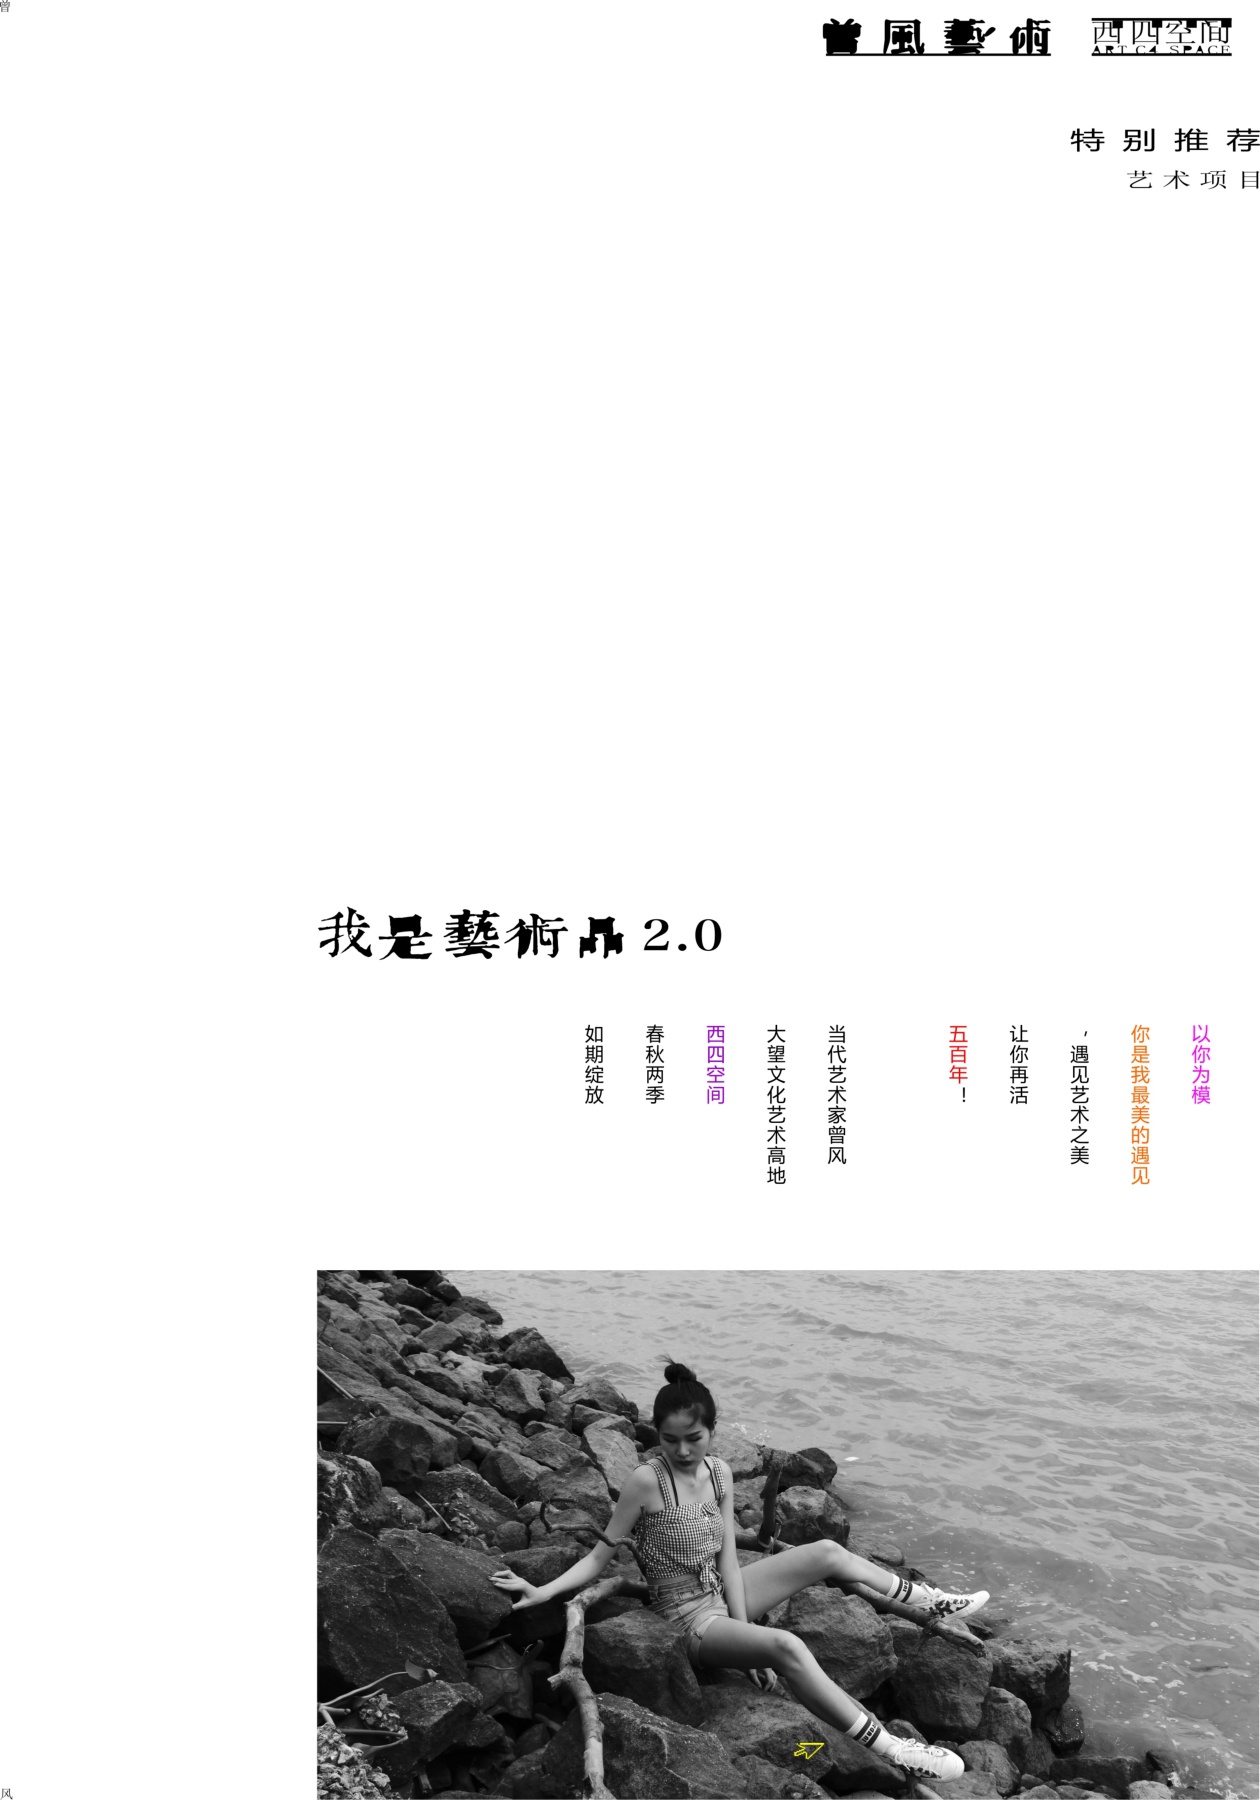 曾
曾風藝術
西四空间
ART C4 SPACE
特别推荐
艺术项目
我是藝術品2.0
以你为模
你是我最美的遇见
，遇见艺术之美
让你再活
五百年！
当代艺术家曾风
大望文化艺术高地
西四空间
春秋两季
如期绽放
风